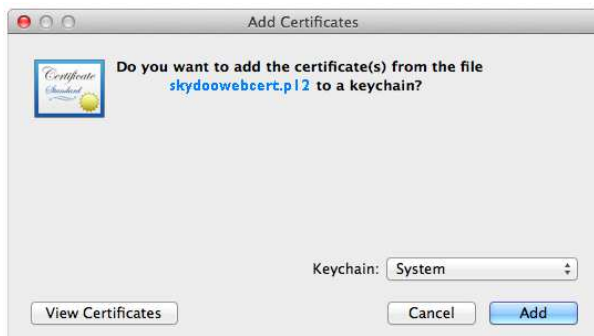 Add Certificates
Certificate
Standard
Do you want to add the certificate(s) from the file
skydoowebcert.p12 to a keychain?
Keychain: System
View Certificates Cancel Add